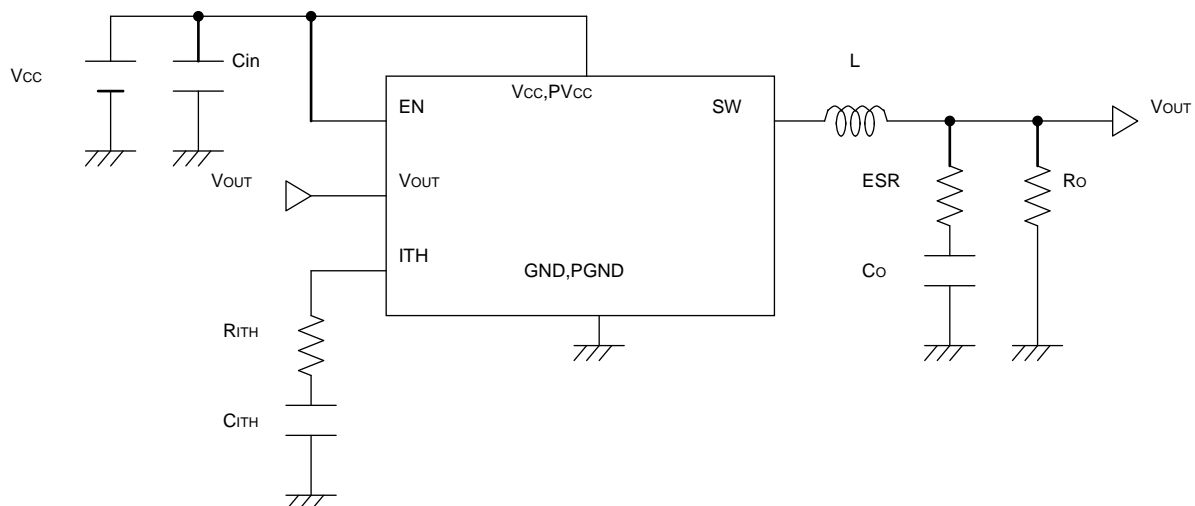 Cin
L
VCC
VCC,PVCC
EN
SW
VOUT
VOUT
VOUT
ESR
RO
ITH
GND,PGND
CO
RITH
CITH